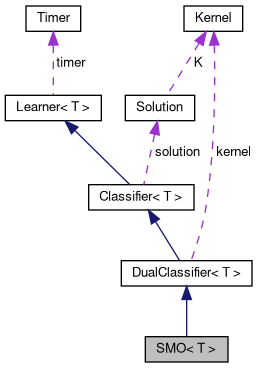 Timer
Kernel
timer
K
Learner< T >
Solution
solution
kernel
Classifier< T >
DualClassifier< T >
SMO< T >